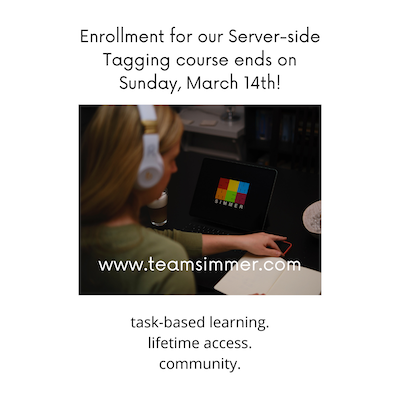 Enrollment for our Server-side
Tagging course ends on
Sunday, March 14th!
SIMMER
www.teamsimmer.com
task-based learning.
lifetime access.
community.